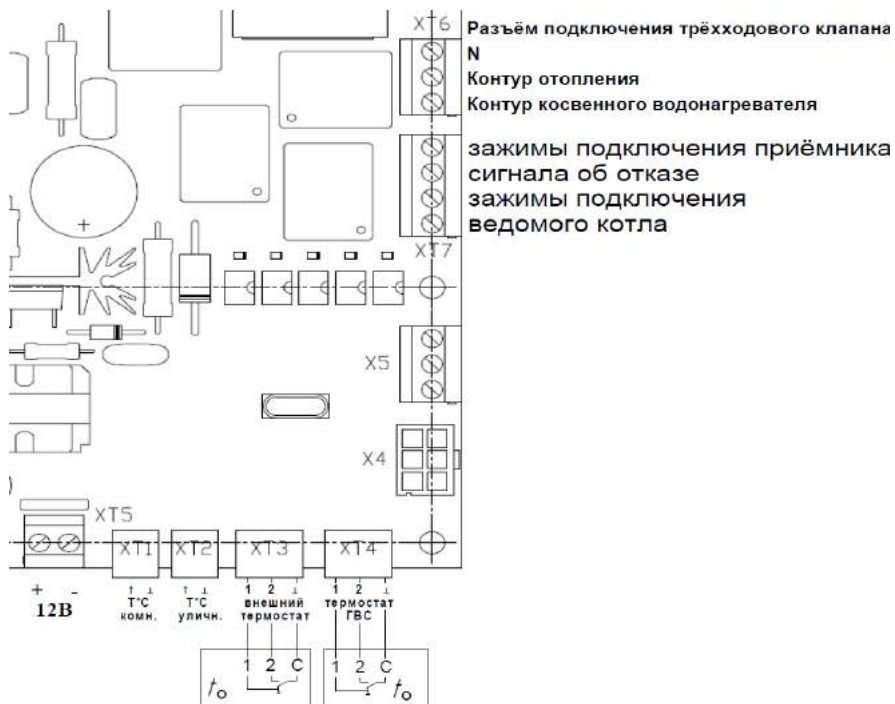 XT6
Разъём подключения трёхходового клапана
N
Контур отопления
Контур косвенного водонагревателя
зажимы подключения приёмника
сигнала об отказе
зажимы подключения
ведомого котла
+
XT7
X5
X4
XT5
XT1 XT2 XT3 XT4
+ -
12В
T°C
комн.
T°C
уличн.
1 2 ⊥
внешний
термостат
1 2 ⊥
термостат
ГВС
1 2 C
to
1 2 C
to